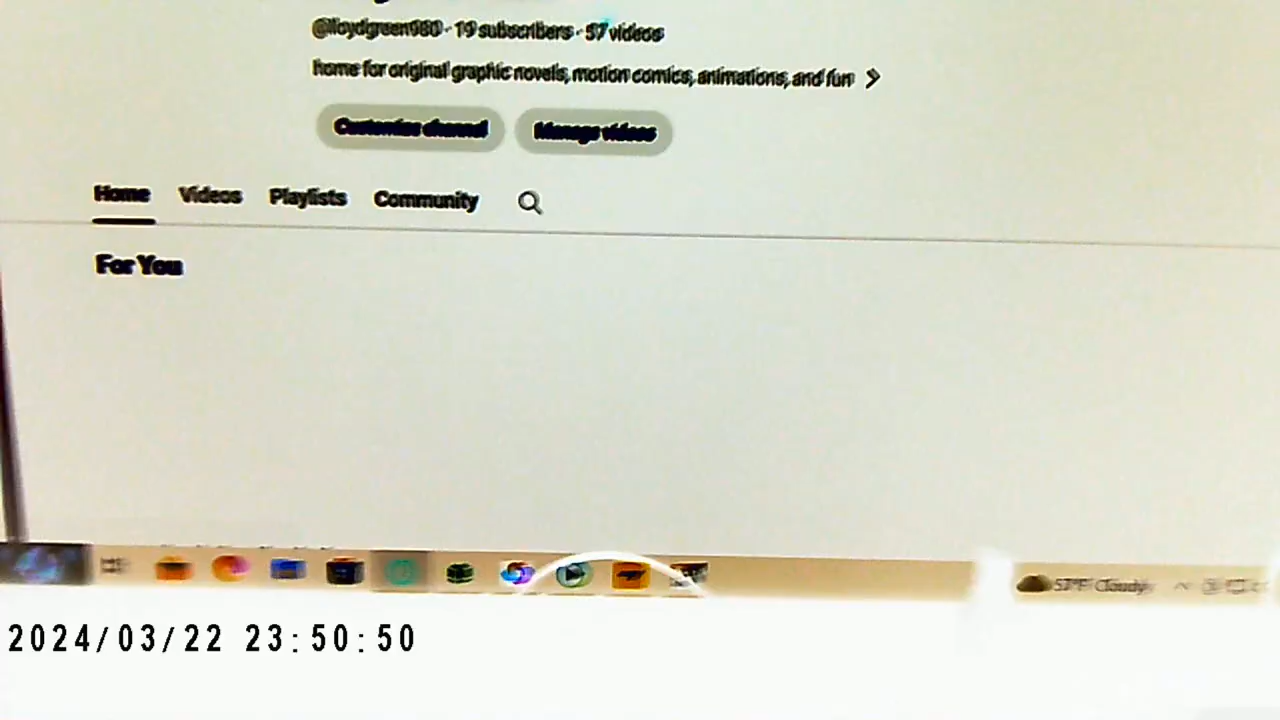 @lloydgreen980 · 19 subscribers · 57 videos
home for original graphic novels, motion comics, animations, and fun
Customize channel Manage videos
Home Videos Playlists Community
For You
57°F Cloudy
2024/03/22 23:50:50